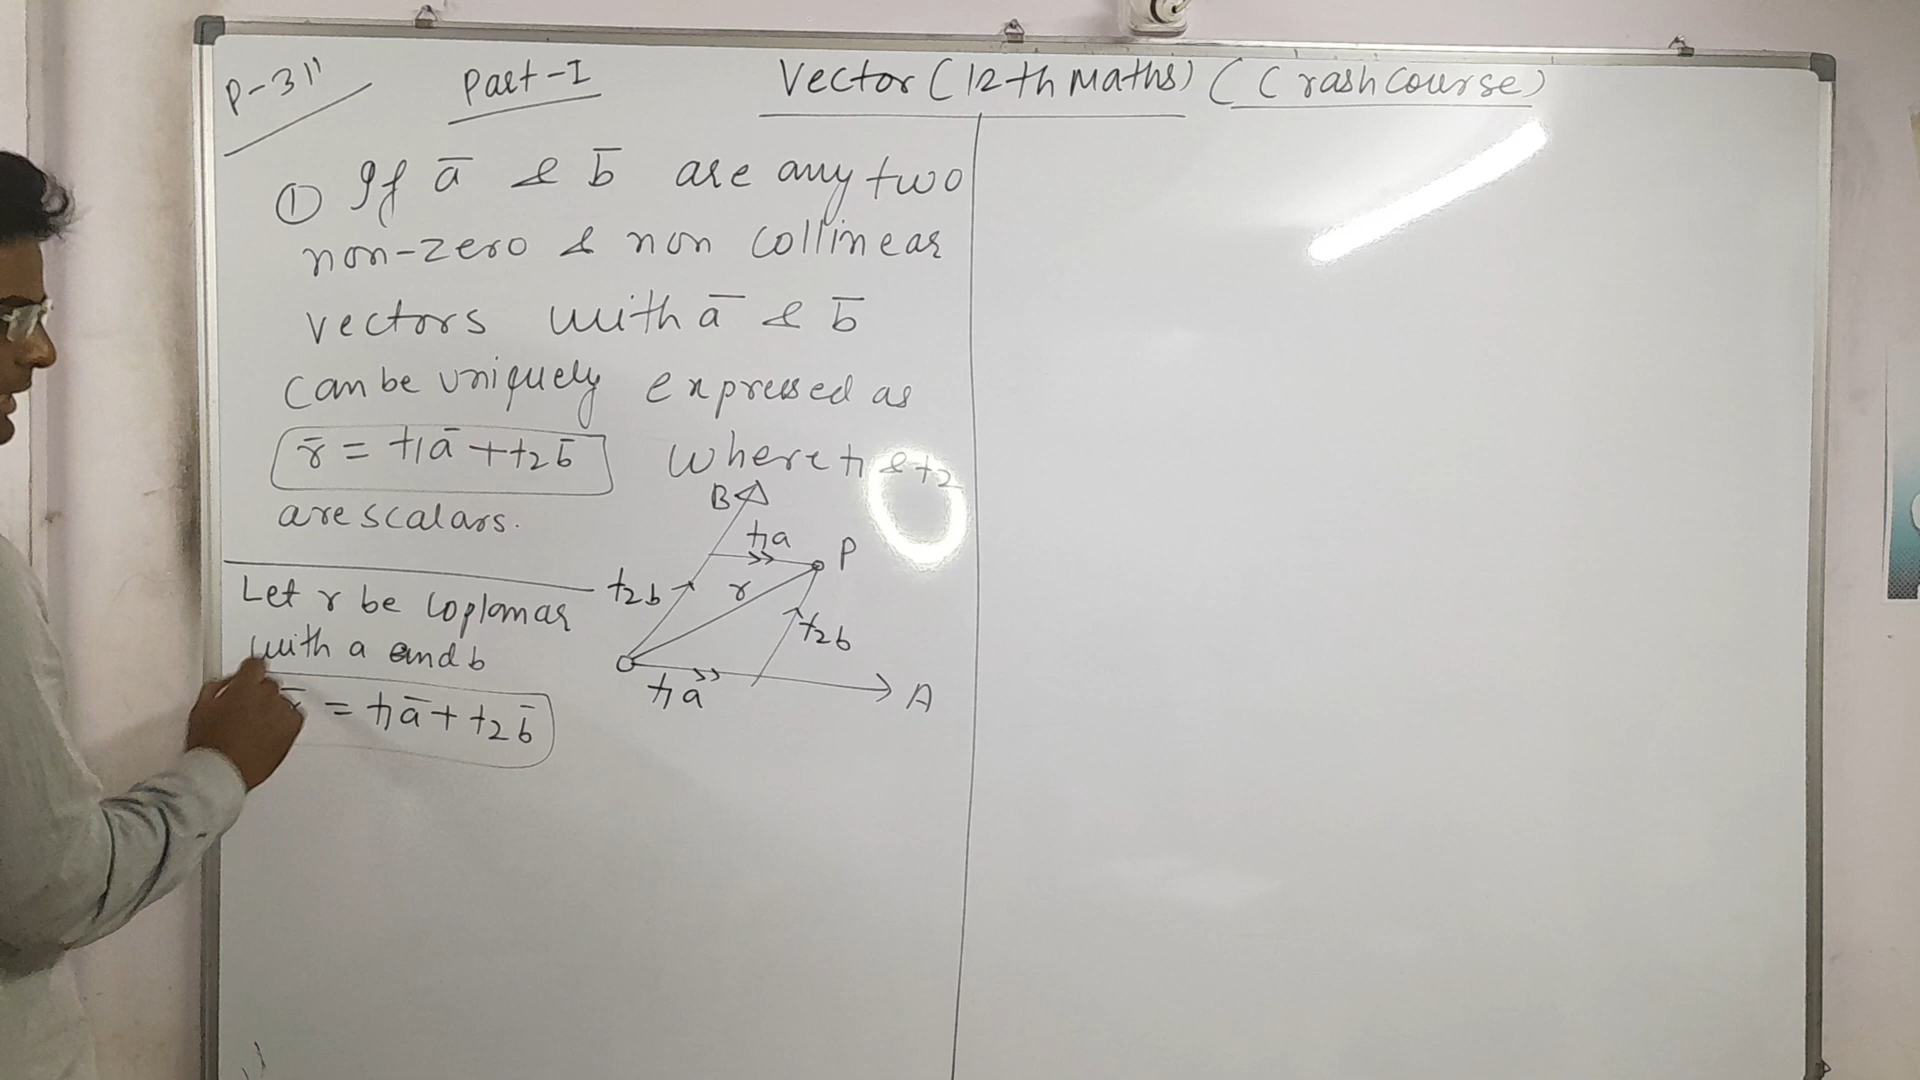 P-311
Part-I
Vector (12th Maths) (Crash Course)
① If a̅ & b̅ are any two
non-zero & non collinear
vectors with a̅ & b̅
can be uniquely expressed as
r̅ = t1a̅ + t2b̅ where t1 & t2
are scalars.
Let r be coplanar
with a and b
= t1a̅ + t2b̅
B
t1a
P
t2b
r
t2b
O
t1a
A